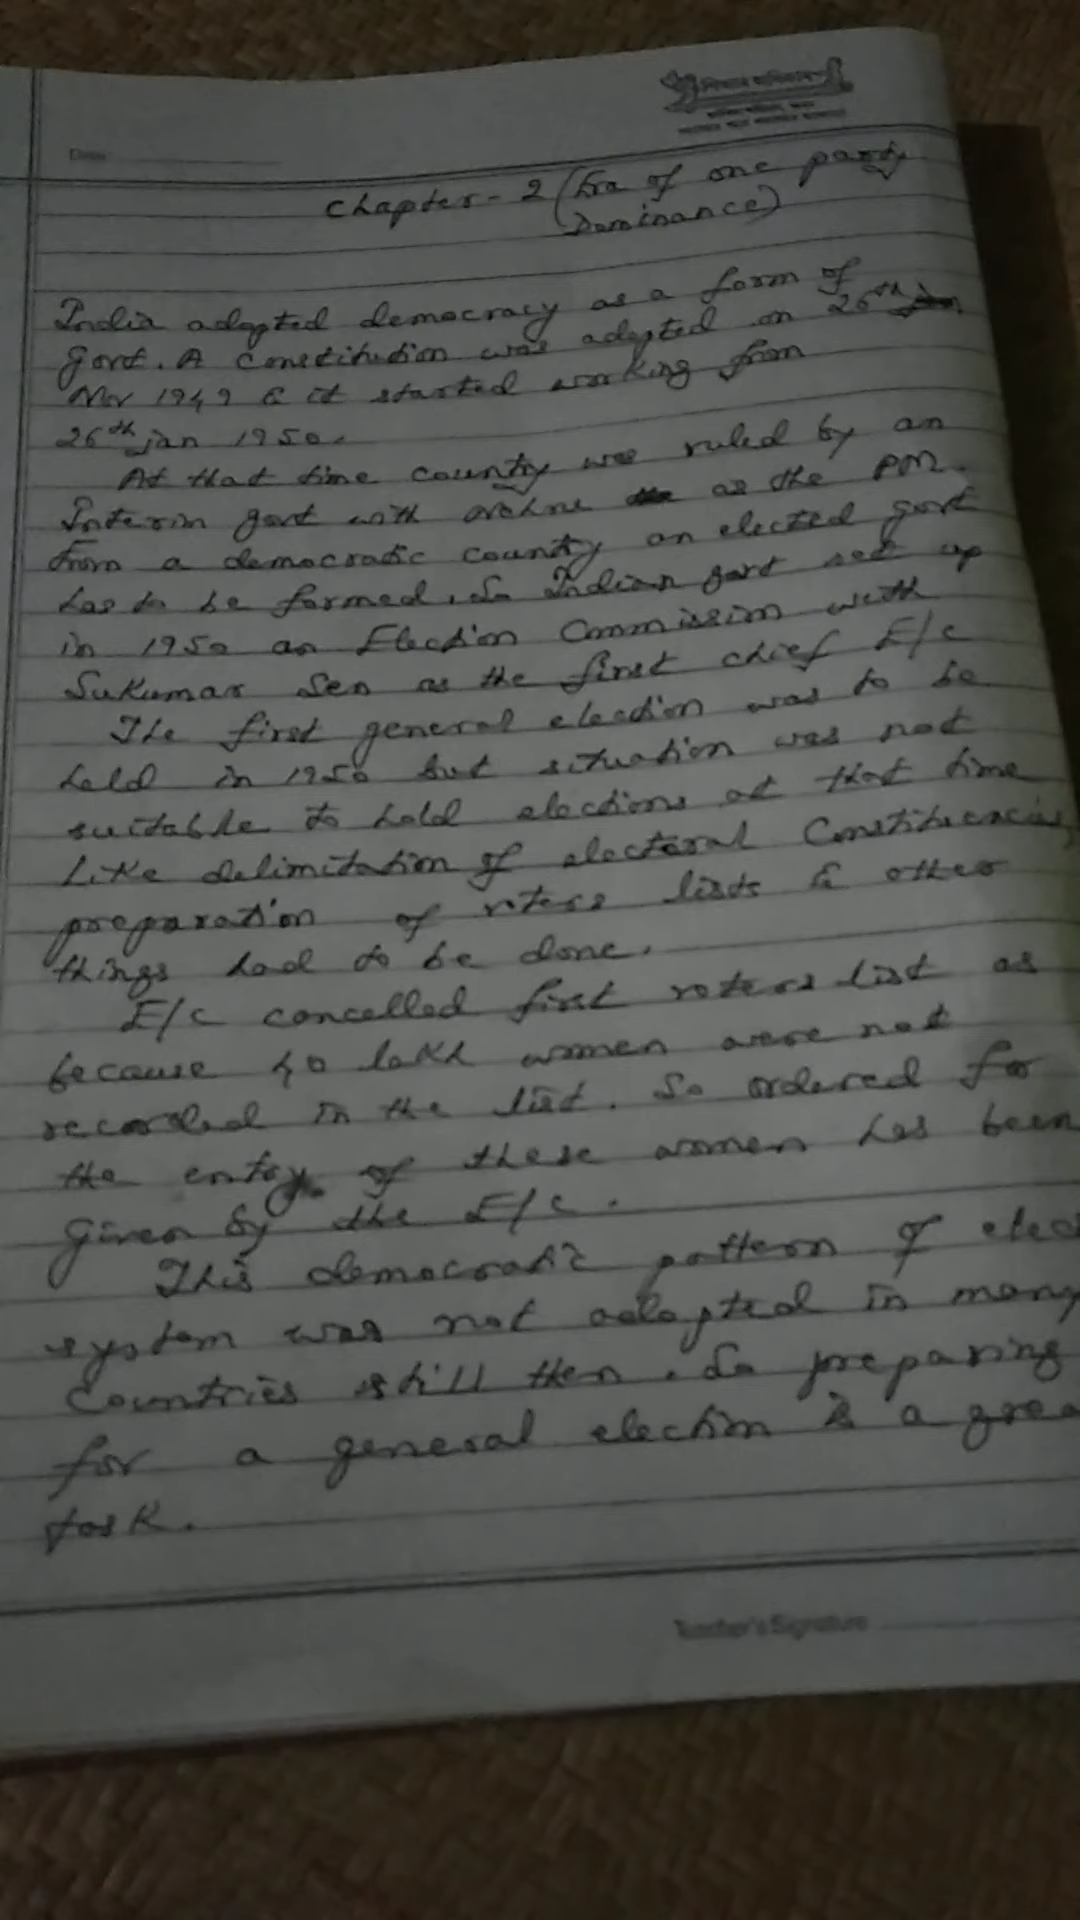 Date
Chapter - 2 (Era of one party
Dominance)
India adopted democracy as a form of
govt. A Constitution was adopted on 26th
Nov 1949 & it started working from
26th jan 1950.
At that time country was ruled by an
Interim govt with as the PM.
From a democratic country an elected govt
has to be formed. So Indian govt set up
in 1950 an Election Commission with
Sukumar Sen as the first chief E/C
The first general election was to be
held in 1950 but situation was not
suitable to hold elections at that time
Like delimitation of electoral Constituencies,
preparation of voters lists & other
things had to be done.
E/C cancelled first voters list as
because 40 lakh women were not
recorded in the list. So ordered for
the entry of these women has been
Given by the E/C.
This democratic pattern of elec
system was not adopted in many
Countries still then. So preparing
for a general election is a grea
task.
Teacher's Signature